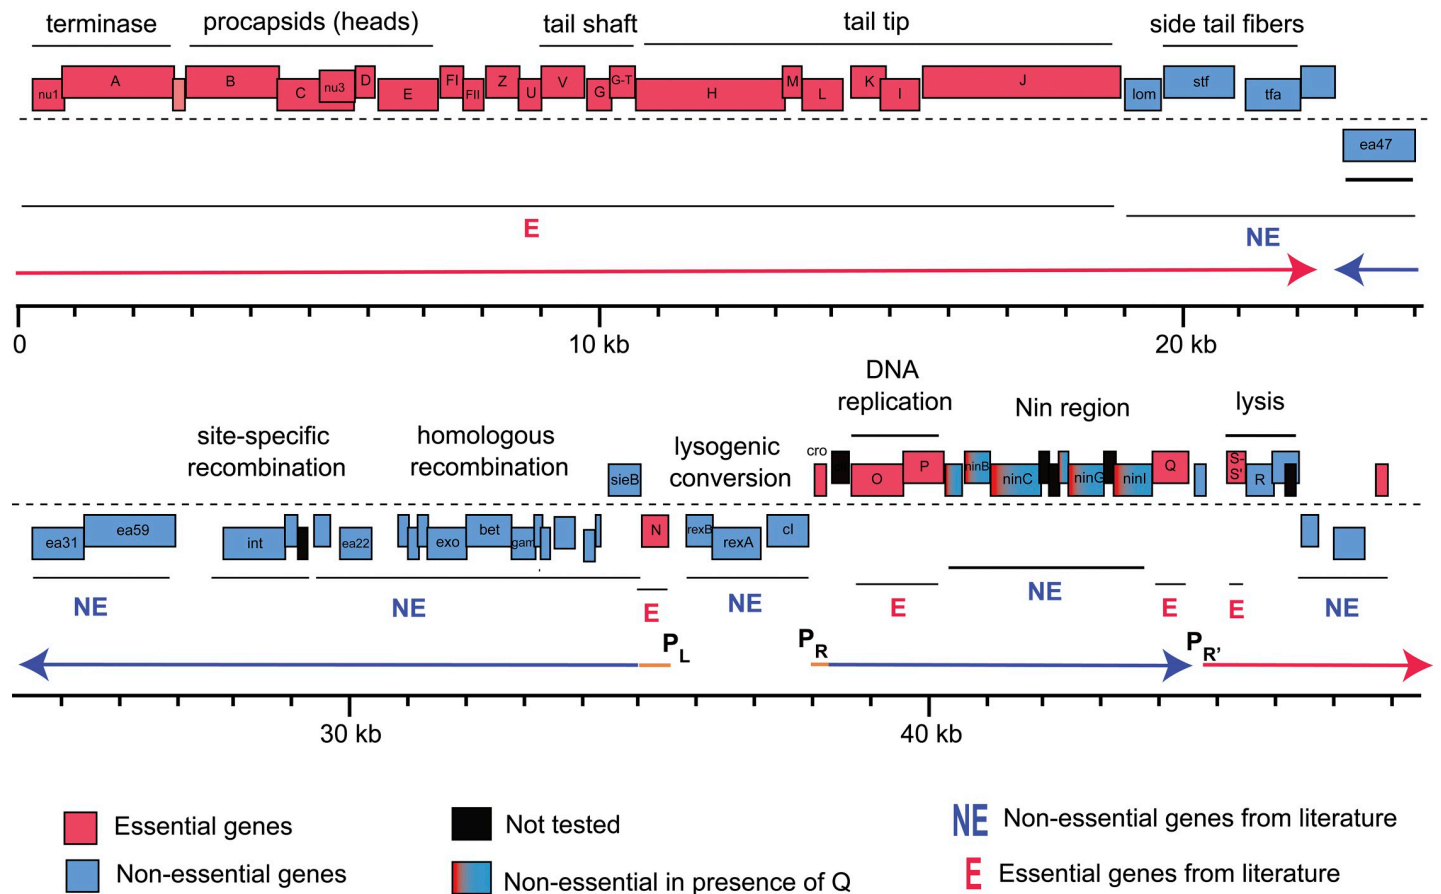 terminase procapsids (heads) tail shaft tail tip side tail fibers
nu1 A B C nu3 D E FI FII Z U V G G-T H M L K I J lom stf tfa
ea47
E NE
0 10 kb 20 kb
DNA
replication Nin region lysis
site-specific homologous lysogenic
recombination recombination conversion
cro
sieB O P ninB ninC ninG ninI Q S-
S' R
ea31 ea59 int ea22 exo bet gam N rexB rexA cI
NE NE E NE E NE E E NE
PL PR PR'
30 kb 40 kb
Essential genes Not tested NE Non-essential genes from literature
Non-essential genes Non-essential in presence of Q E Essential genes from literature